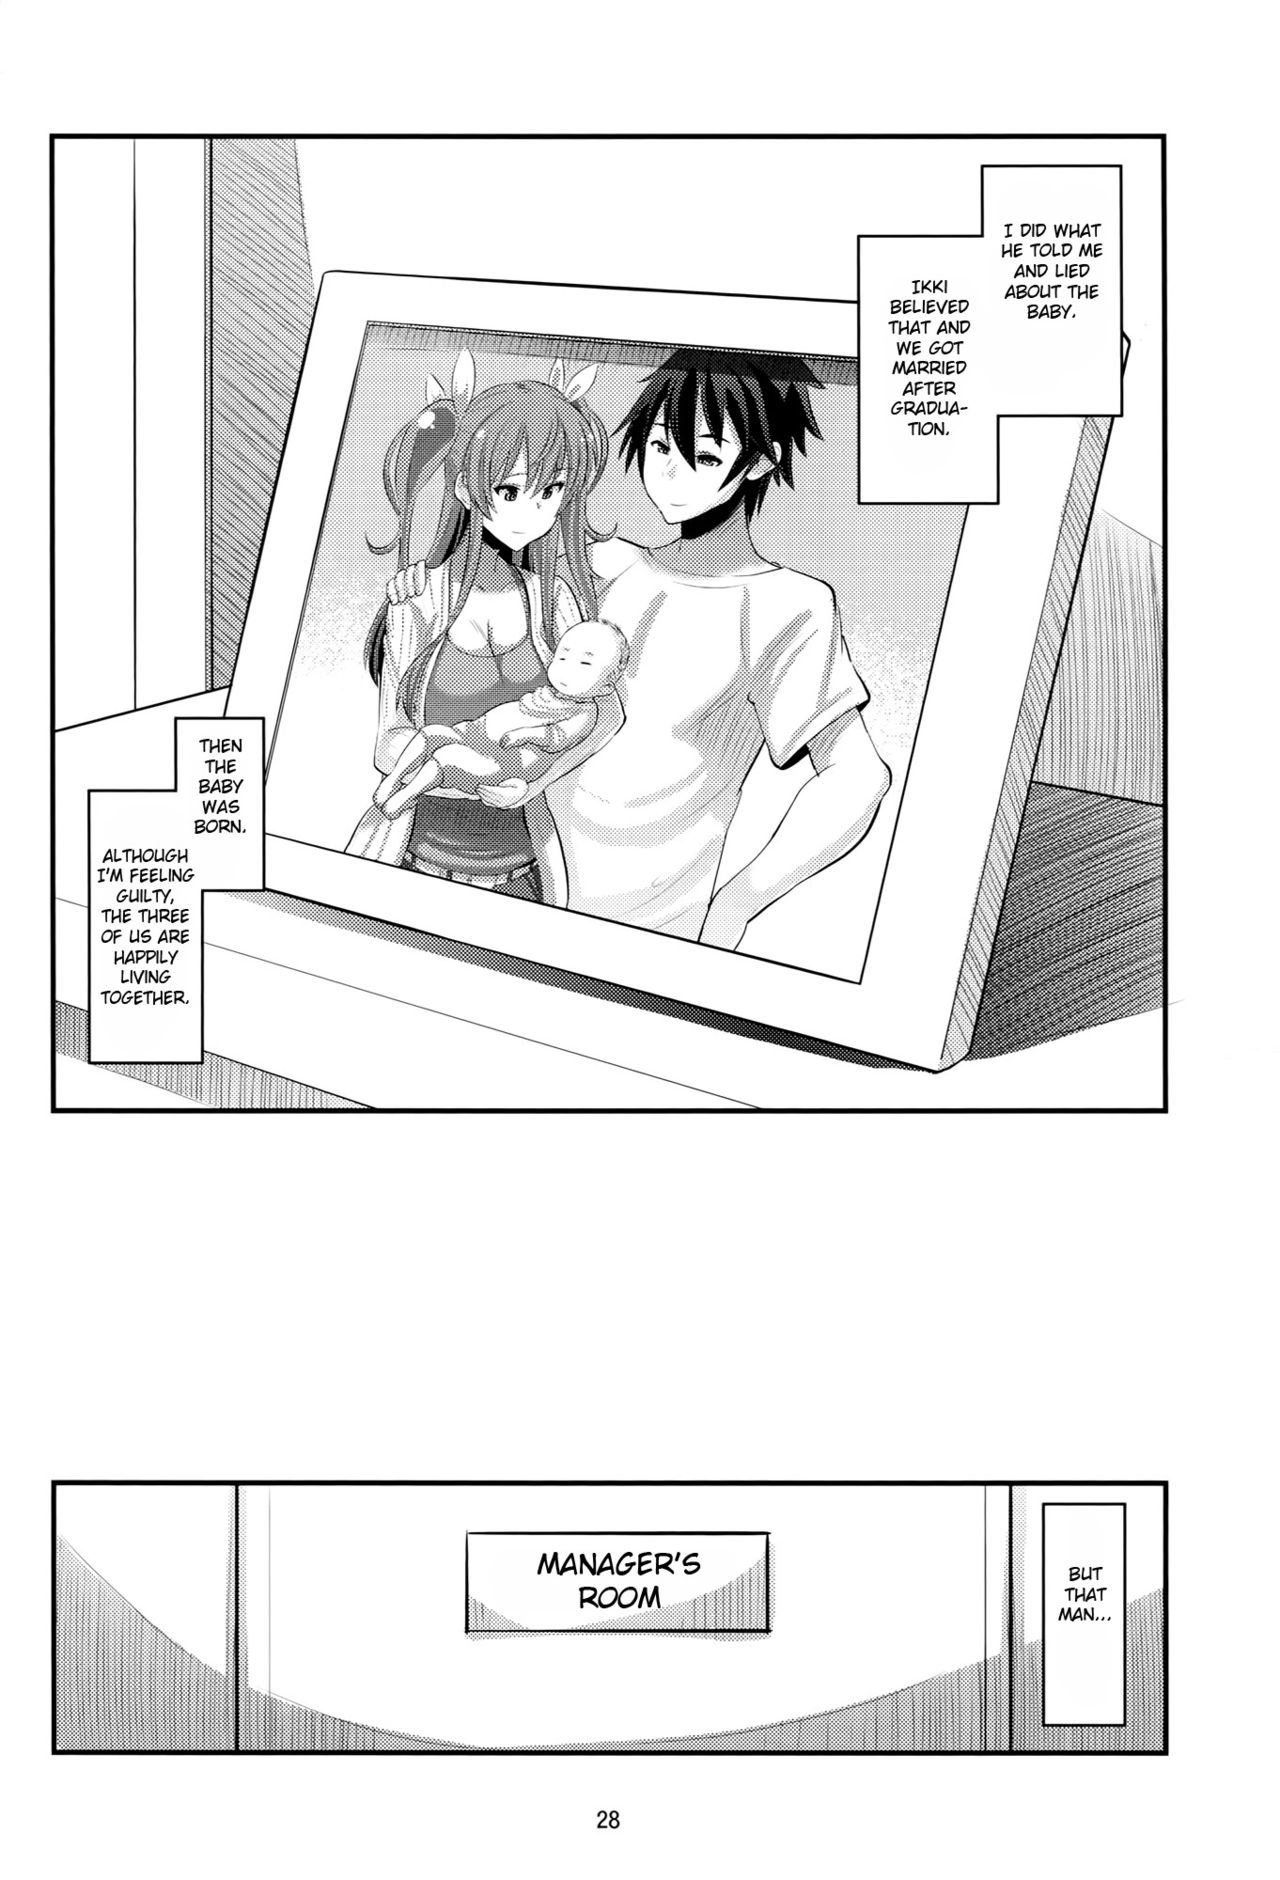 I DID WHAT
HE TOLD ME
AND LIED
ABOUT THE
BABY.
IKKI
BELIEVED
THAT AND
WE GOT
MARRIED
AFTER
GRADUA-
TION.
THEN
THE
BABY
WAS
BORN.
ALTHOUGH
I'M FEELING
GUILTY,
THE THREE
OF US ARE
HAPPILY
LIVING
TOGETHER.
BUT
THAT
MAN...
MANAGER'S
ROOM
28